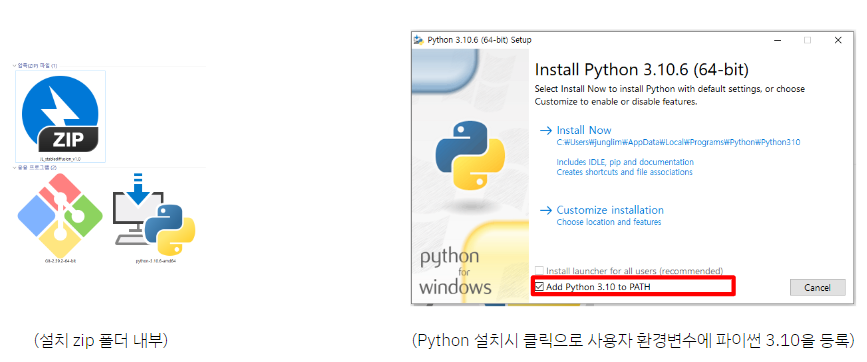 압축(ZIP) 파일 (1)
ZIP
jl_stablediffusion_v1.0
응용 프로그램 (2)
Git-2.39.2-64-bit
python-3.10.6-amd64
(설치 zip 폴더 내부)
Python 3.10.6 (64-bit) Setup
Install Python 3.10.6 (64-bit)
Select Install Now to install Python with default settings, or choose
Customize to enable or disable features.
Install Now
C:₩Users₩junglim₩AppData₩Local₩Programs₩Python₩Python310
Includes IDLE, pip and documentation
Creates shortcuts and file associations
Customize installation
Choose location and features
python
for
windows
Install launcher for all users (recommended)
Add Python 3.10 to PATH
Cancel
(Python 설치시 클릭으로 사용자 환경변수에 파이썬 3.10을 등록)